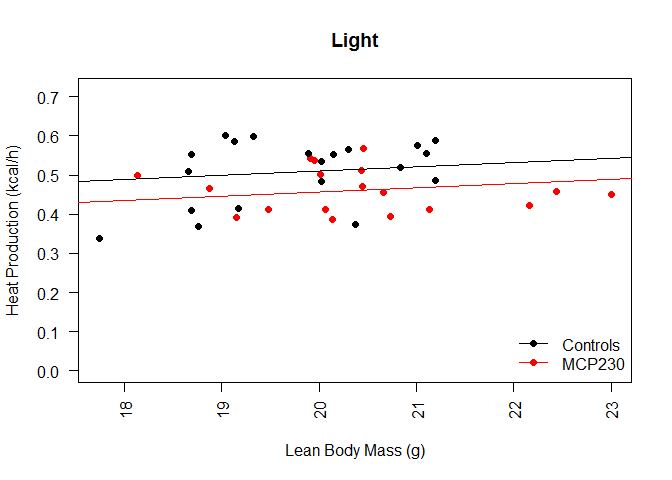 Light
Heat Production (kcal/h)
0.7
0.6
0.5
0.4
0.3
0.2
0.1
0.0
Controls
MCP230
18
19
20
21
22
23
Lean Body Mass (g)